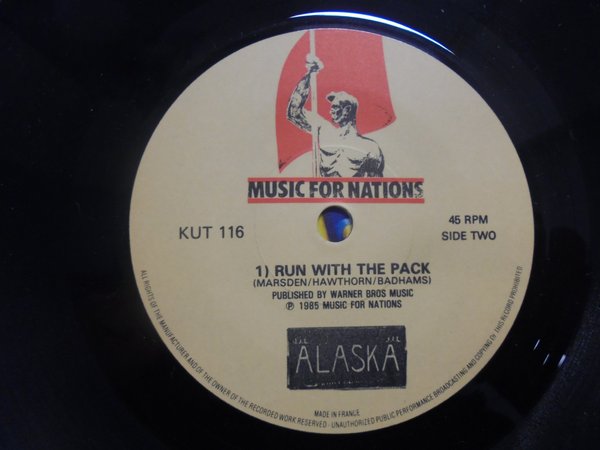 MUSIC FOR NATIONS
KUT 116
45 RPM
SIDE TWO
1) RUN WITH THE PACK
(MARSDEN/HAWTHORN/BADHAMS)
PUBLISHED BY WARNER BROS MUSIC
℗ 1985 MUSIC FOR NATIONS
ALASKA
MADE IN FRANCE
ALL RIGHTS OF THE MANUFACTURER AND OF THE OWNER OF THE RECORDED WORK RESERVED - UNAUTHORIZED PUBLIC PERFORMANCE BROADCASTING AND COPYING OF THIS RECORD PROHIBITED